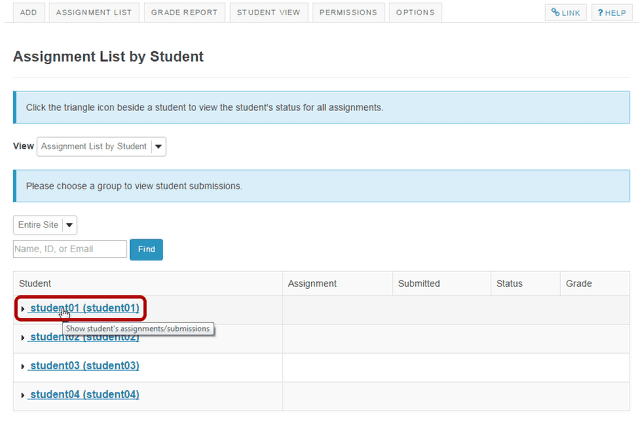 ADD ASSIGNMENT LIST GRADE REPORT STUDENT VIEW PERMISSIONS OPTIONS LINK ? HELP
Assignment List by Student
Click the triangle icon beside a student to view the student's status for all assignments.
View Assignment List by Student
Please choose a group to view student submissions.
Entire Site
Name, ID, or Email Find
Student Assignment Submitted Status Grade
student01 (student01)
Show student's assignments/submissions
student02 (student02)
student03 (student03)
student04 (student04)